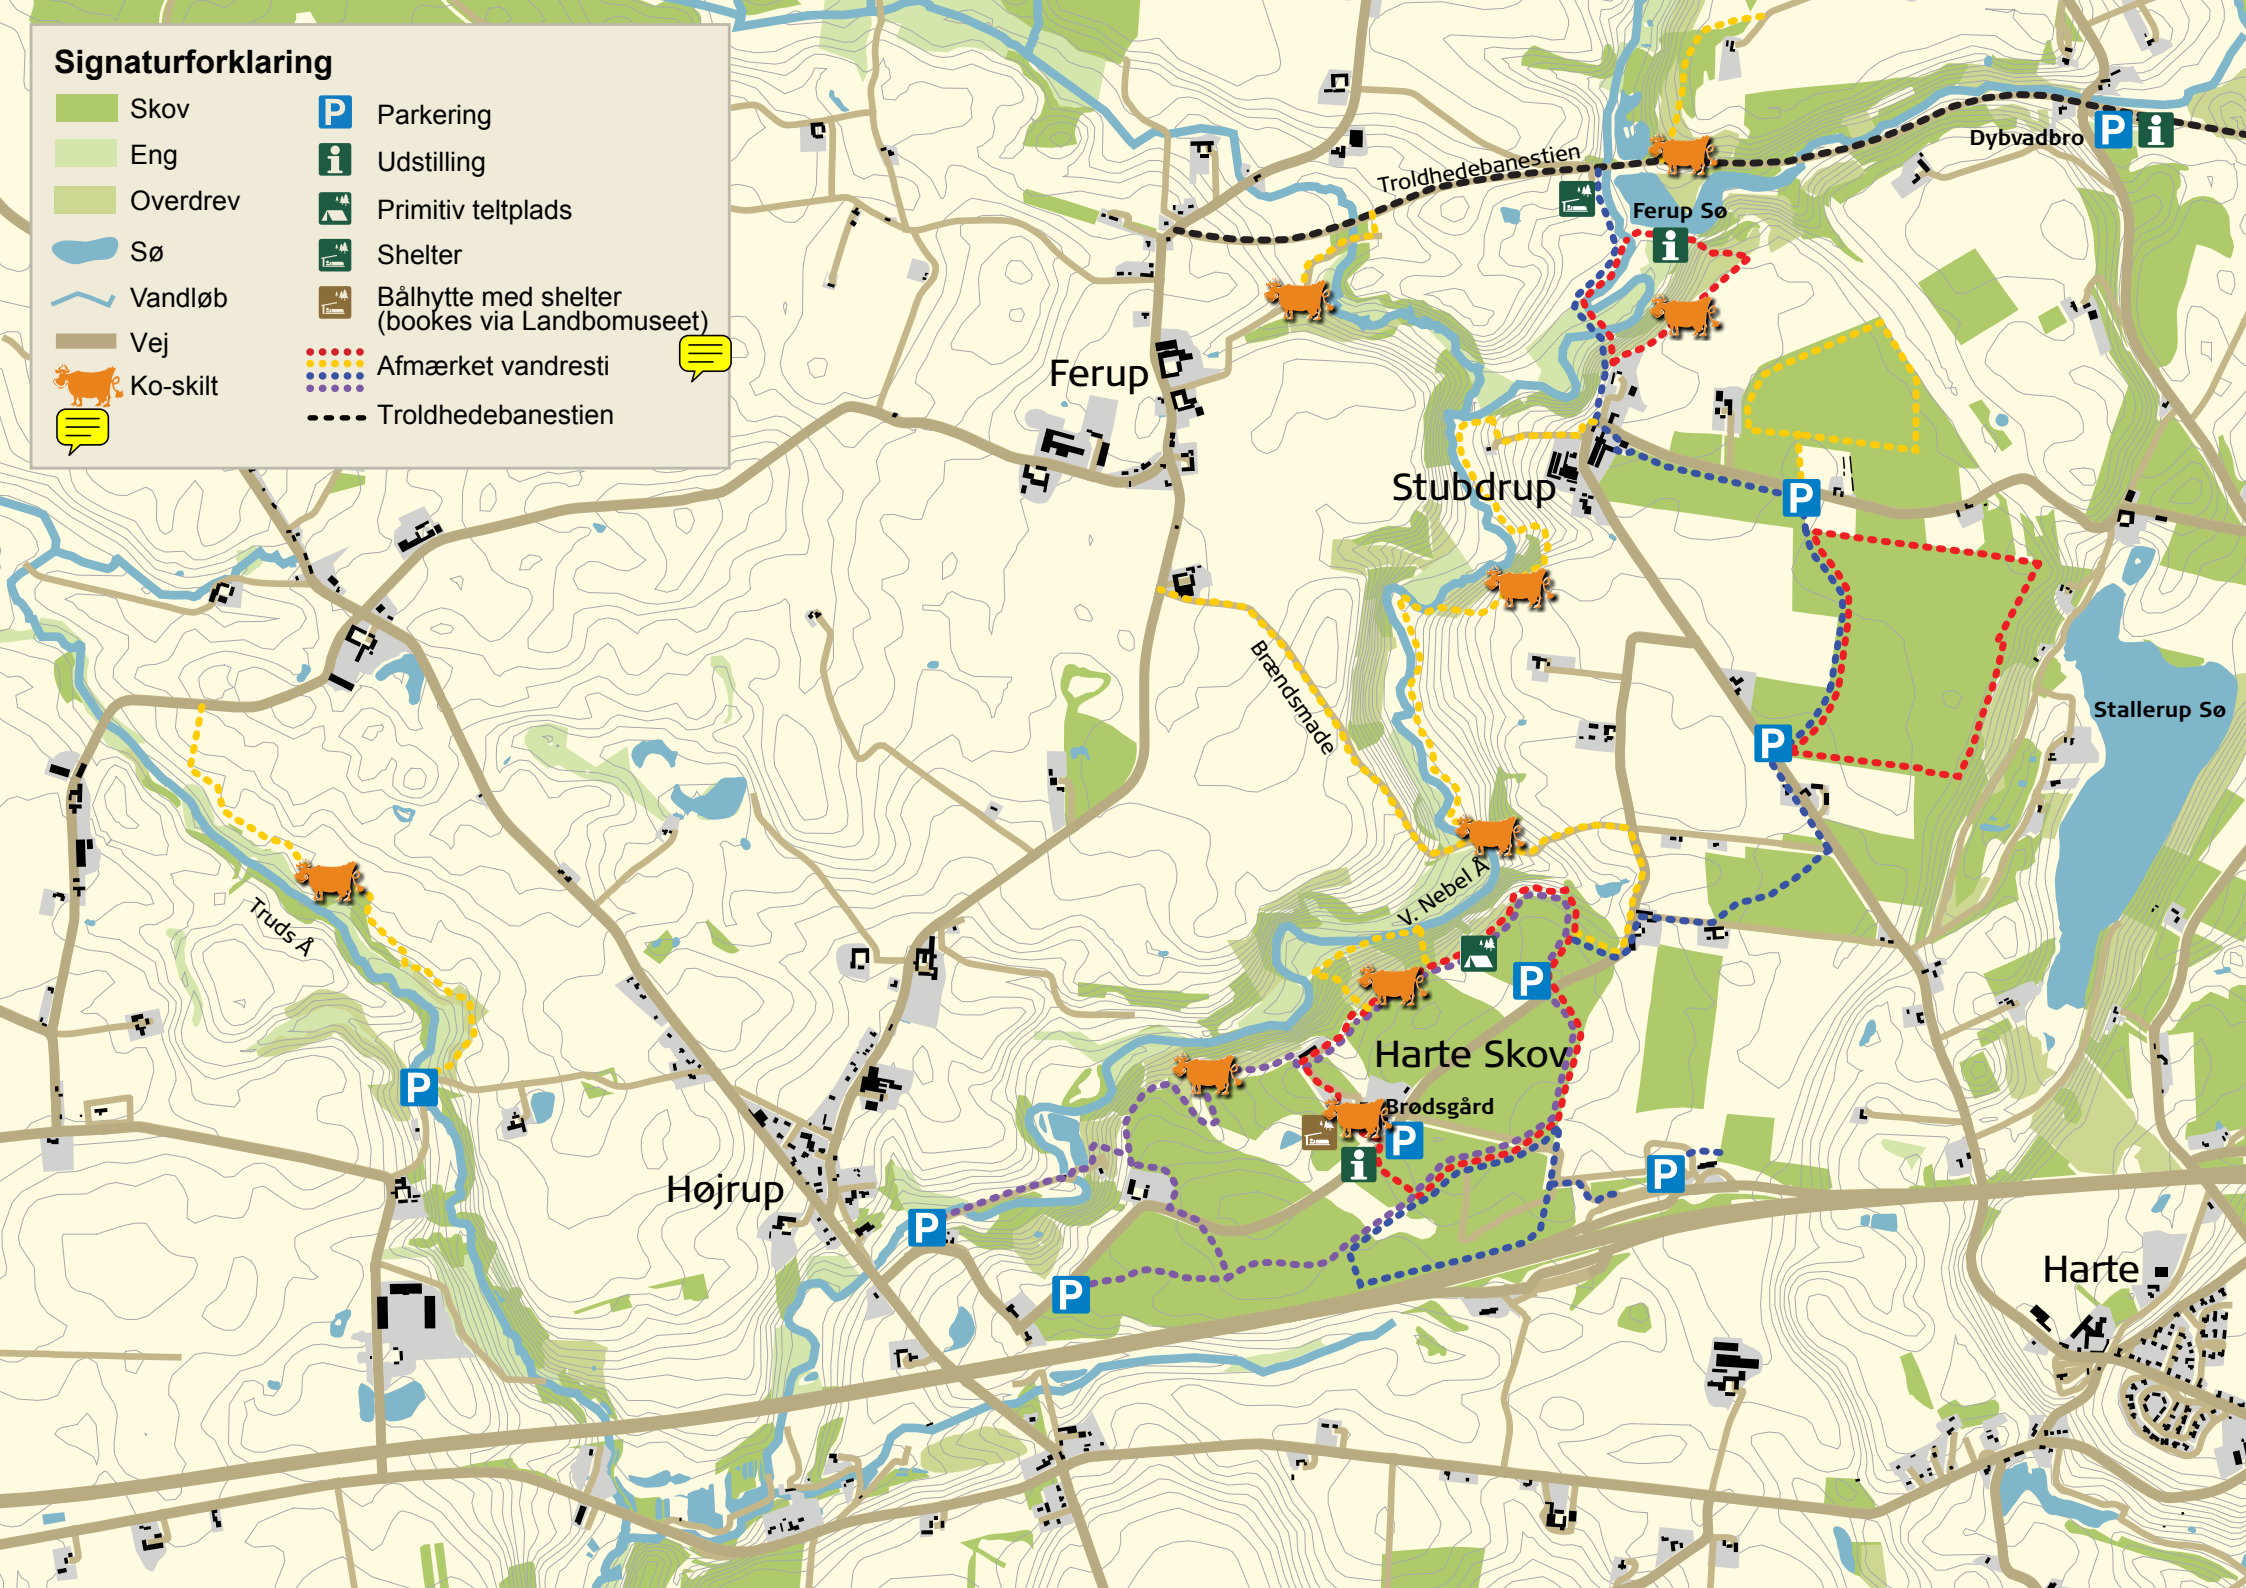 Signaturforklaring
Skov
Eng
Overdrev
Sø
Vandløb
Vej
Ko-skilt
P Parkering
i Udstilling
Primitiv teltplads
Shelter
Bålhytte med shelter
(bookes via Landbomuseet)
Afmærket vandresti
Troldhedebanestien
Dybvadbro P i
Troldhedebanestien
Ferup Sø
i
Ferup
Stubdrup
P
Brændsmade
Stallerup Sø
P
V. Nebel Å
Truds Å
P
Harte Skov
P
Brødsgård
P
i
P
Højrup
P
P
Harte